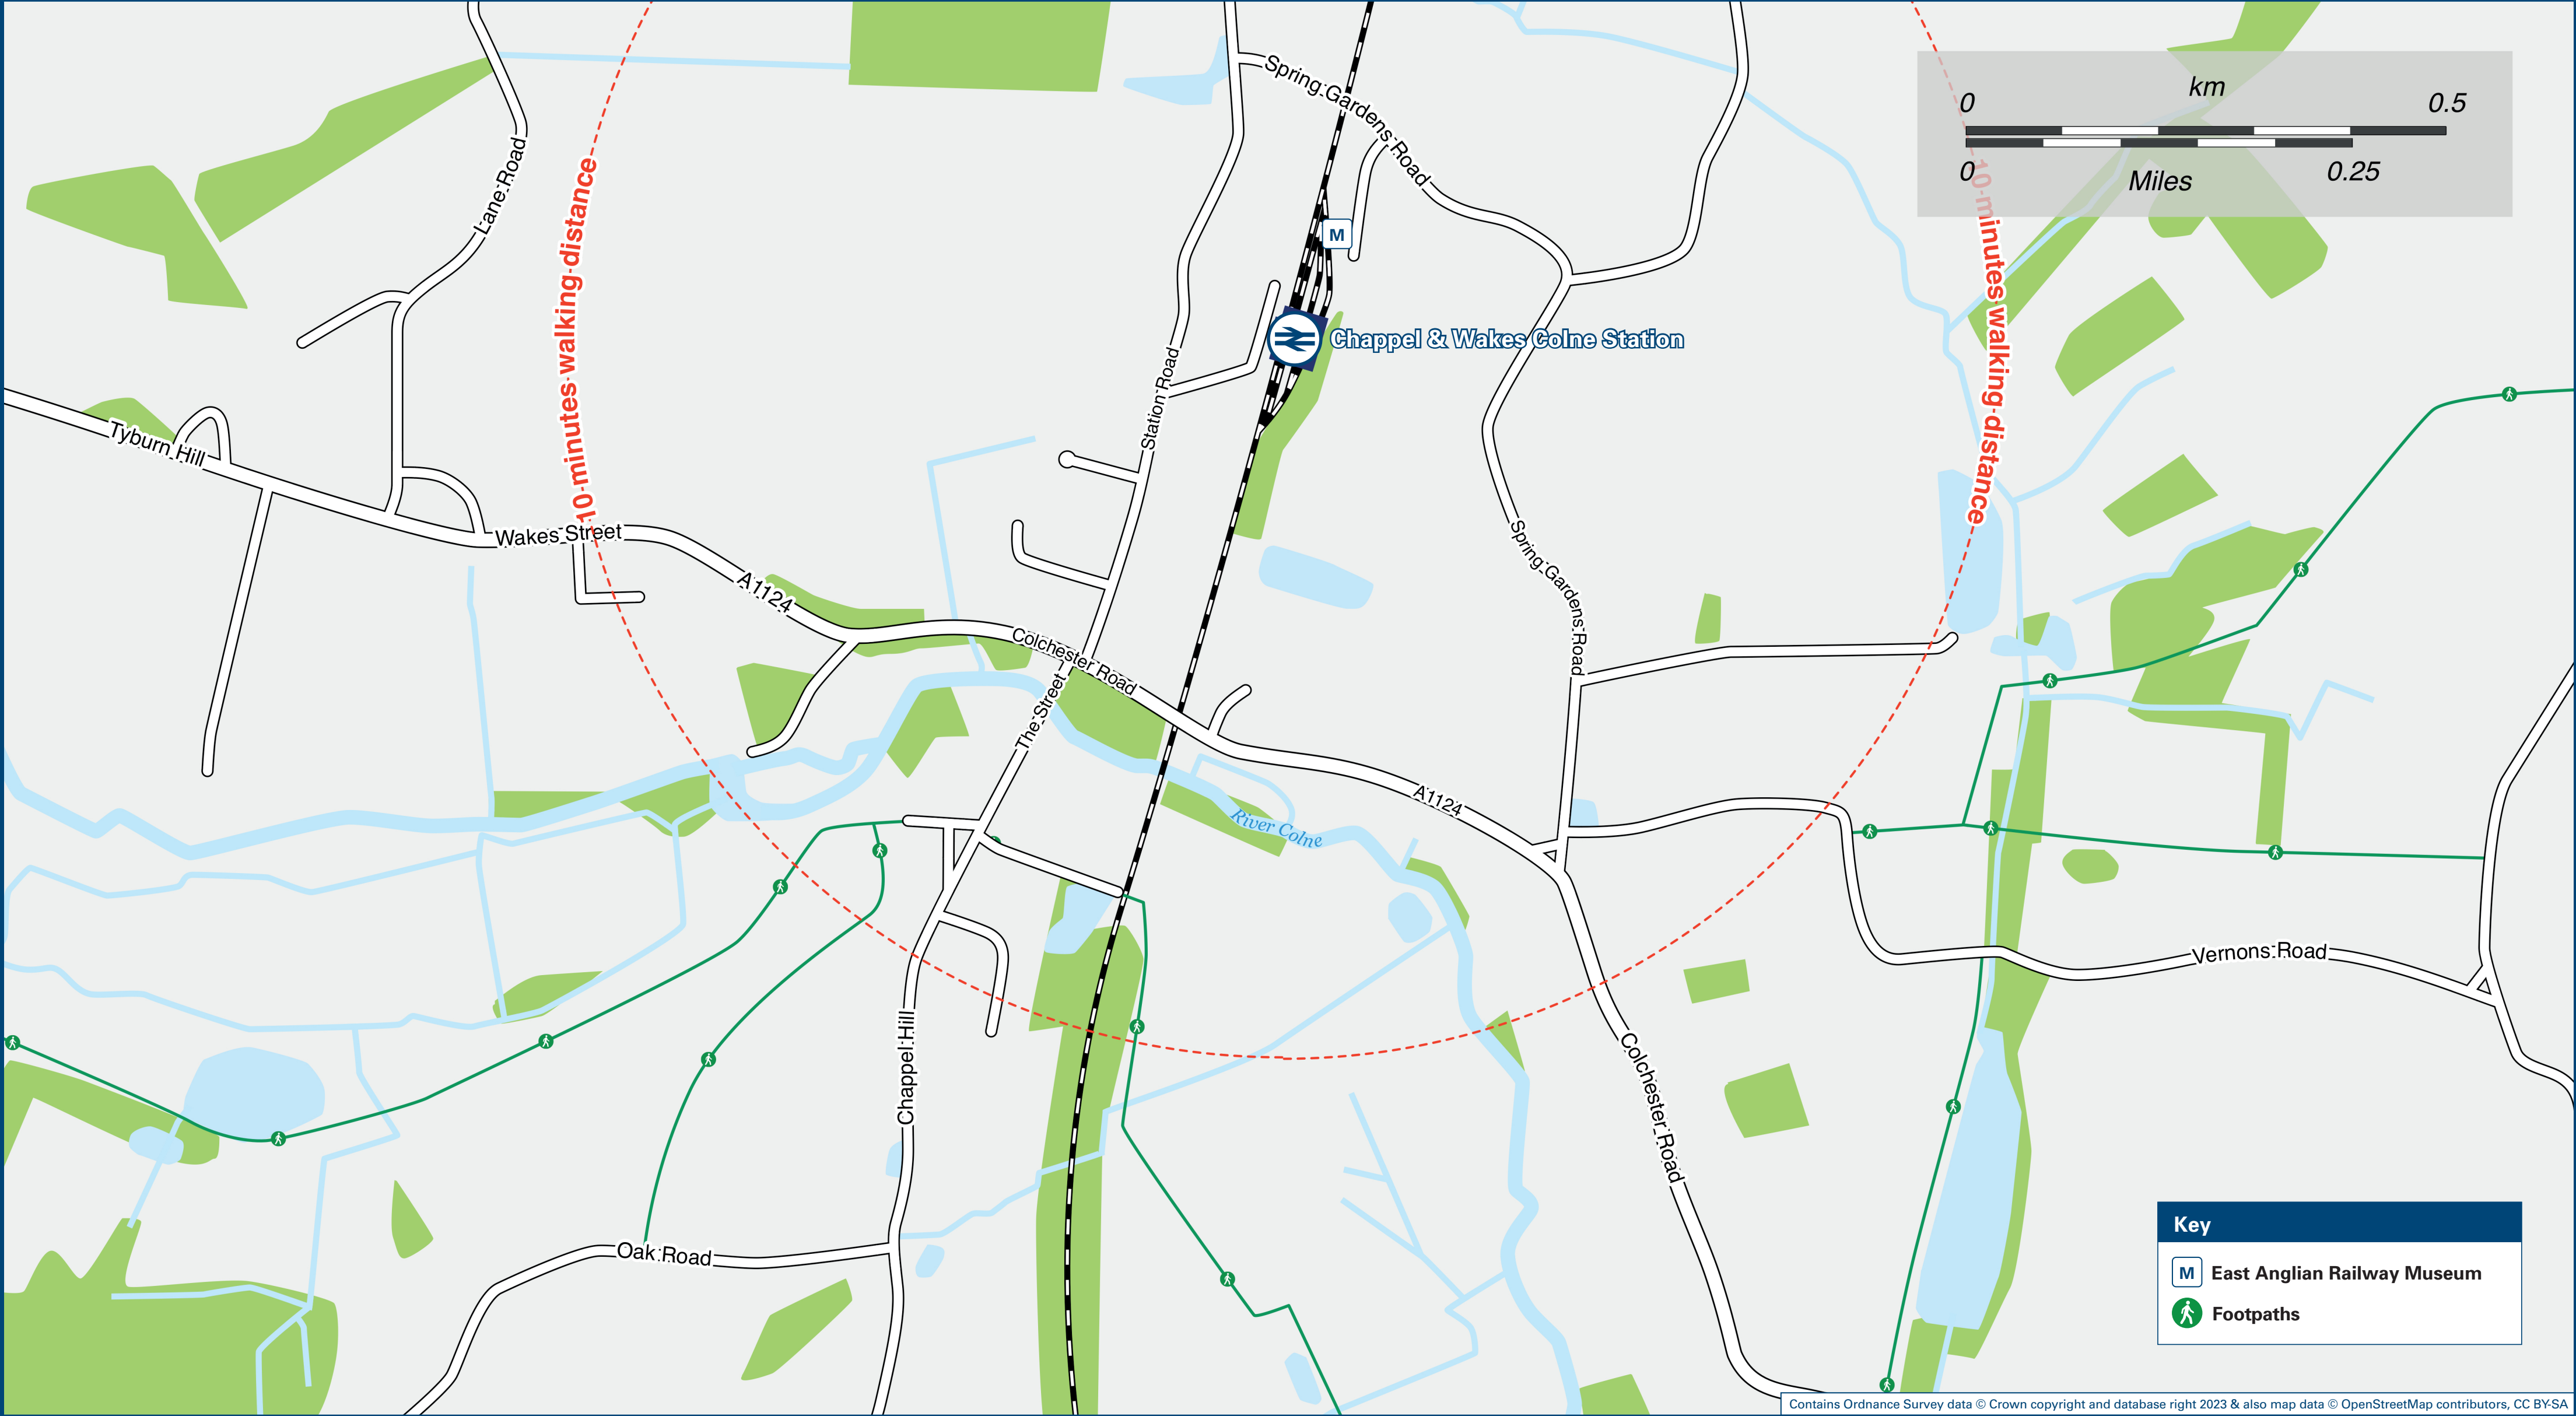 Spring Gardens Road
km
0 0.5
0 0.25
Miles
Lane Road
10 minutes walking distance
10 minutes walking distance
M
Chappel & Wakes Colne Station
Station Road
Tyburn Hill
Wakes Street
A1124
Spring Gardens Road
Colchester Road
The Street
A1124
River Colne
Vernons Road
Chappel Hill
Colchester Road
Oak Road
Key
M East Anglian Railway Museum
Footpaths
Contains Ordnance Survey data © Crown copyright and database right 2023 & also map data © OpenStreetMap contributors, CC BY-SA